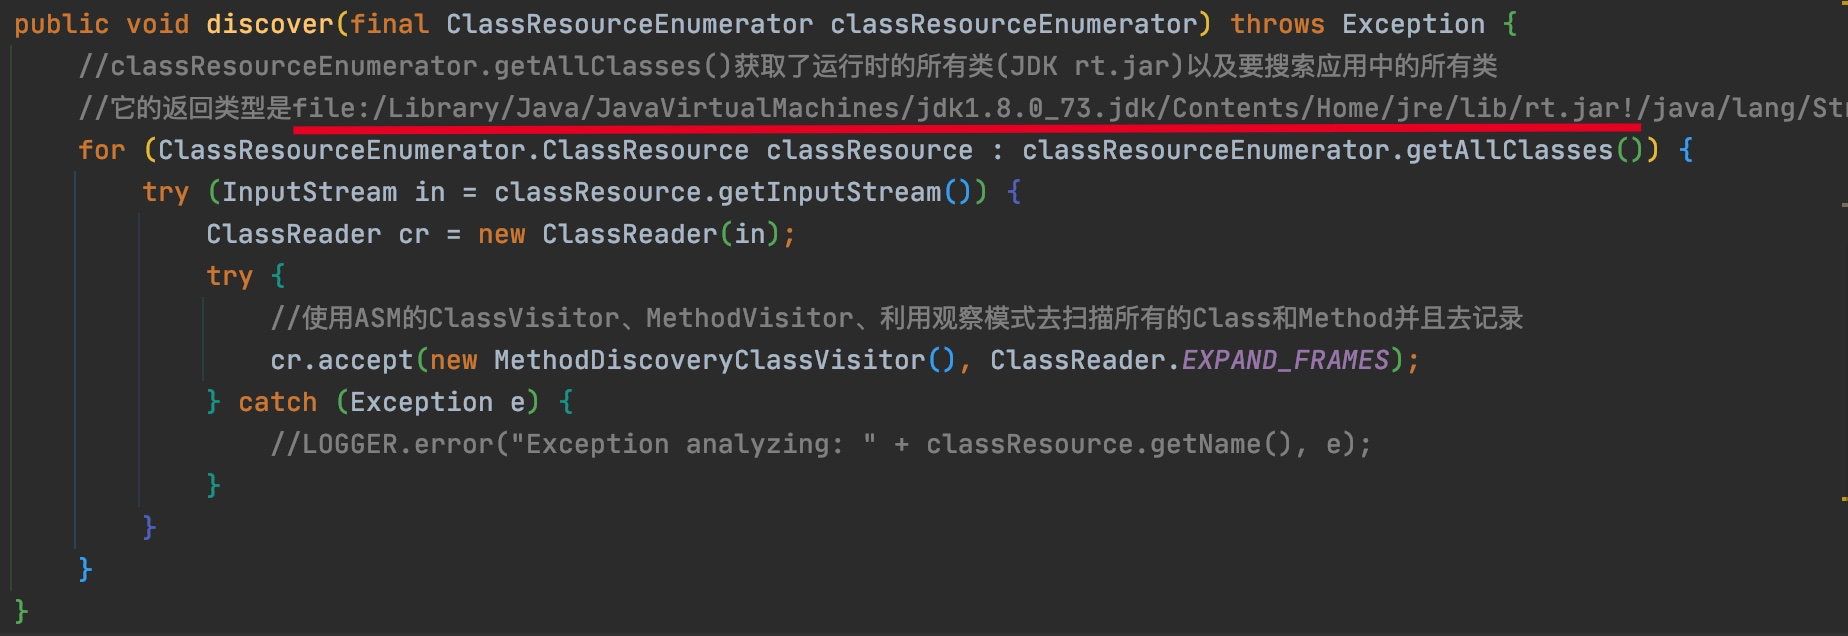 public void discover(final ClassResourceEnumerator classResourceEnumerator) throws Exception {
//classResourceEnumerator.getAllClasses()获取了运行时的所有类(JDK rt.jar)以及要搜索应用中的所有类
//它的返回类型是file:/Library/Java/JavaVirtualMachines/jdk1.8.0_73.jdk/Contents/Home/jre/lib/rt.jar!/java/lang/Str
for (ClassResourceEnumerator.ClassResource classResource : classResourceEnumerator.getAllClasses()) {
try (InputStream in = classResource.getInputStream()) {
ClassReader cr = new ClassReader(in);
try {
//使用ASM的ClassVisitor、MethodVisitor、利用观察模式去扫描所有的Class和Method并且去记录
cr.accept(new MethodDiscoveryClassVisitor(), ClassReader.EXPAND_FRAMES);
} catch (Exception e) {
//LOGGER.error("Exception analyzing: " + classResource.getName(), e);
}
}
}
}